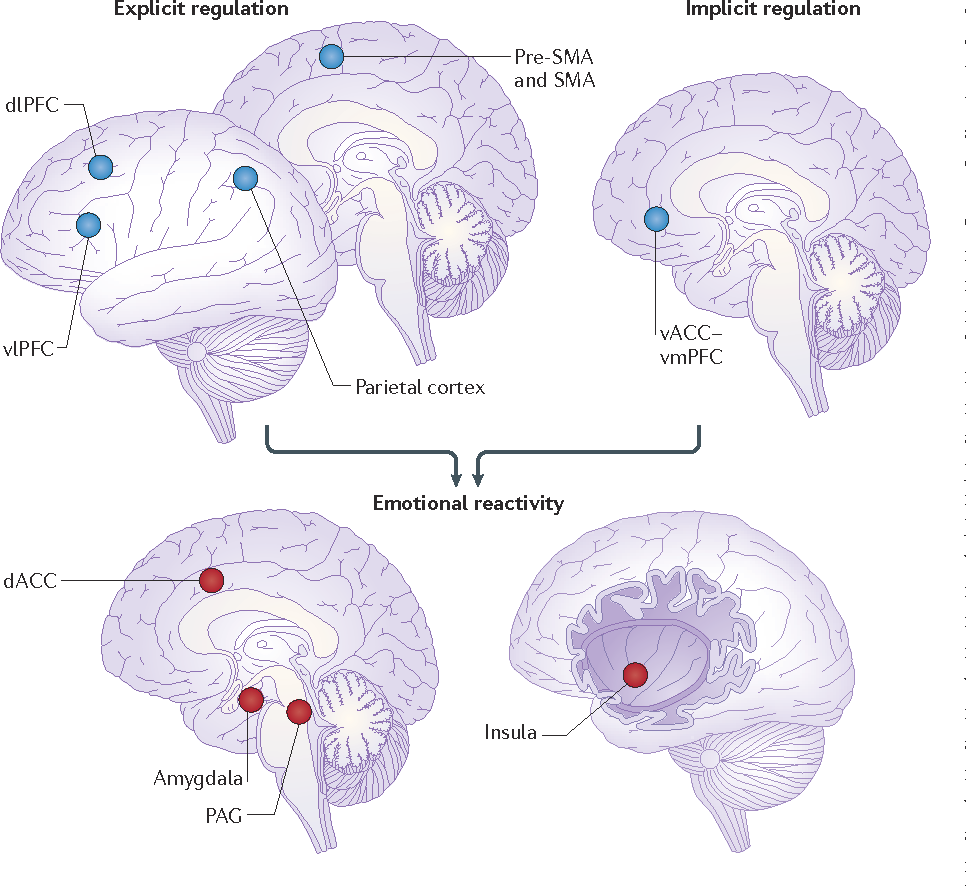 Explicit regulation
Implicit regulation
Pre-SMA
and SMA
dlPFC
vlPFC
Parietal cortex
vACC–
vmPFC
Emotional reactivity
dACC
Insula
Amygdala
PAG